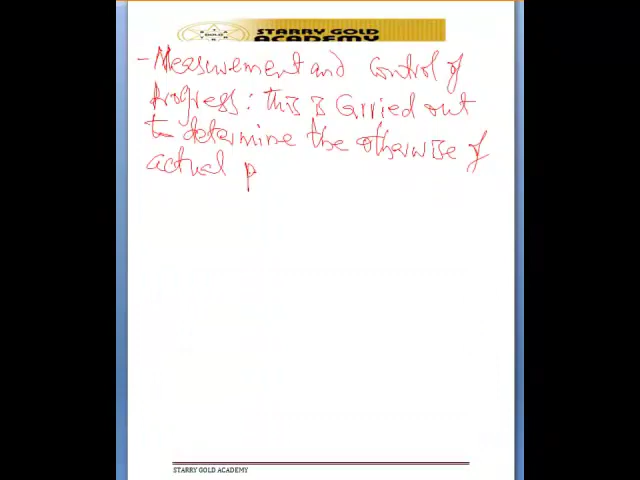 STARRY GOLD
ACADEMY
- Measurement and control of
Progress: this is Carried out
to determine the otherwise of
actual p
STARRY GOLD ACADEMY